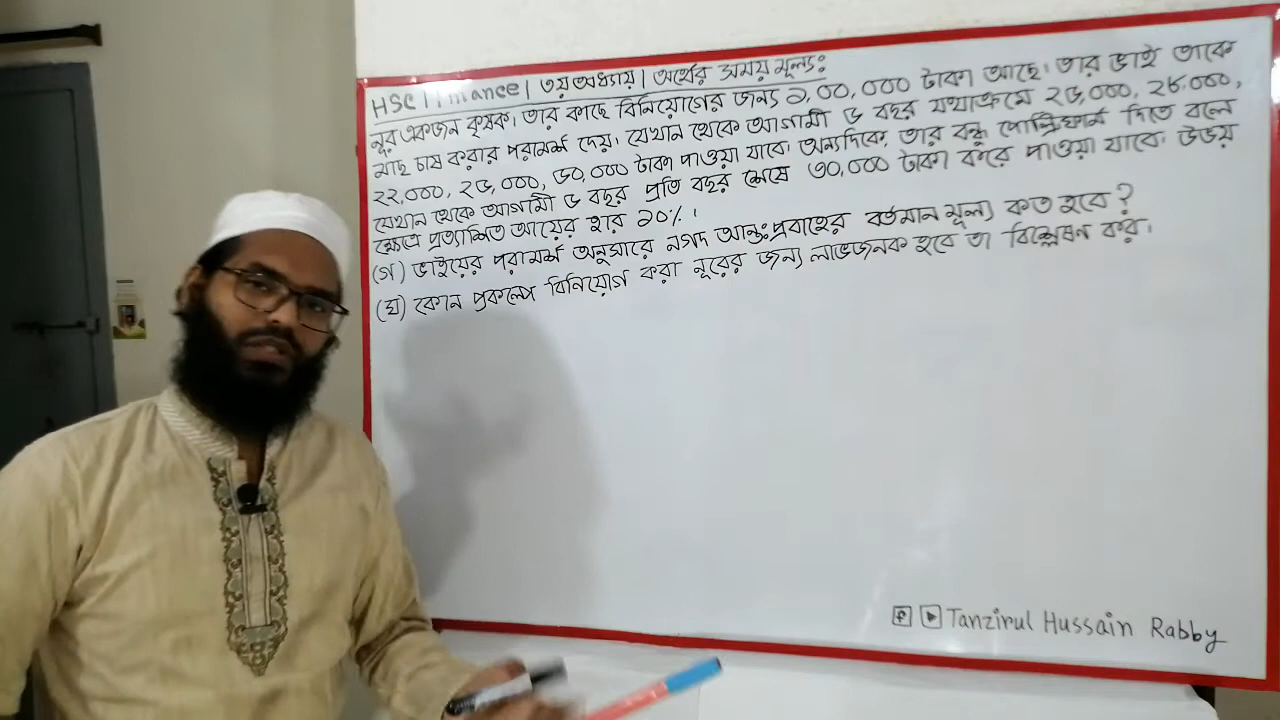 HSC | Finance | ৩য় অধ্যায় | অর্থের সময় মূল্যঃ
নূর একজন কৃষক। তার কাছে বিনিয়োগের জন্য ১,০০,০০০ টাকা আছে। তার ভাই তাকে
মাছ চাষ করার পরামর্শ দেয়। যেখান থেকে আগামী ৫ বছর যথাক্রমে ২৫,০০০, ২৮,০০০,
২২,০০০, ২৫,০০০, ৫০,০০০ টাকা পাওয়া যাবে। অন্যদিকে, তার বন্ধু পোল্ট্রিফার্ম দিতে বলে
যেখান থেকে আগামী ৫ বছর প্রতি বছর শেষে ৩০,০০০ টাকা করে পাওয়া যাবে। উভয়
ক্ষেত্রে প্রত্যাশিত আয়ের হার ১০%।
(গ) ভাইয়ের পরামর্শ অনুসারে নগদ আন্তঃপ্রবাহের বর্তমান মূল্য কত হবে?
(ঘ) কোন প্রকল্পে বিনিয়োগ করা নূরের জন্য লাভজনক হবে তা বিশ্লেষণ কর।
Tanzirul Hussain Rabby